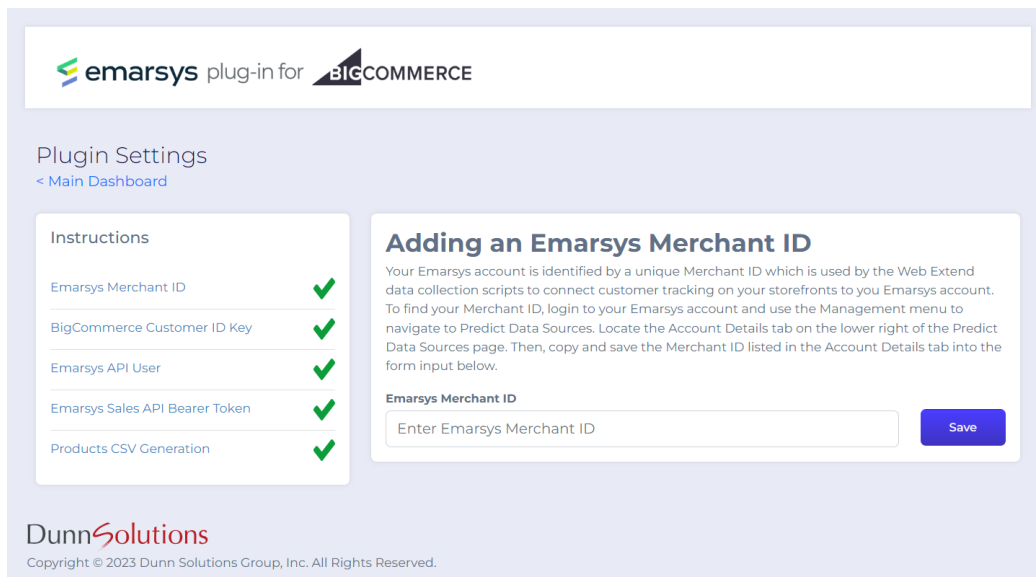 emarsys plug-in for BIGCOMMERCE
Plugin Settings
< Main Dashboard
Instructions
Emarsys Merchant ID
BigCommerce Customer ID Key
Emarsys API User
Emarsys Sales API Bearer Token
Products CSV Generation
Adding an Emarsys Merchant ID
Your Emarsys account is identified by a unique Merchant ID which is used by the Web Extend
data collection scripts to connect customer tracking on your storefronts to you Emarsys account.
To find your Merchant ID, login to your Emarsys account and use the Management menu to
navigate to Predict Data Sources. Locate the Account Details tab on the lower right of the Predict
Data Sources page. Then, copy and save the Merchant ID listed in the Account Details tab into the
form input below.
Emarsys Merchant ID
Enter Emarsys Merchant ID
Save
DunnSolutions
Copyright © 2023 Dunn Solutions Group, Inc. All Rights Reserved.